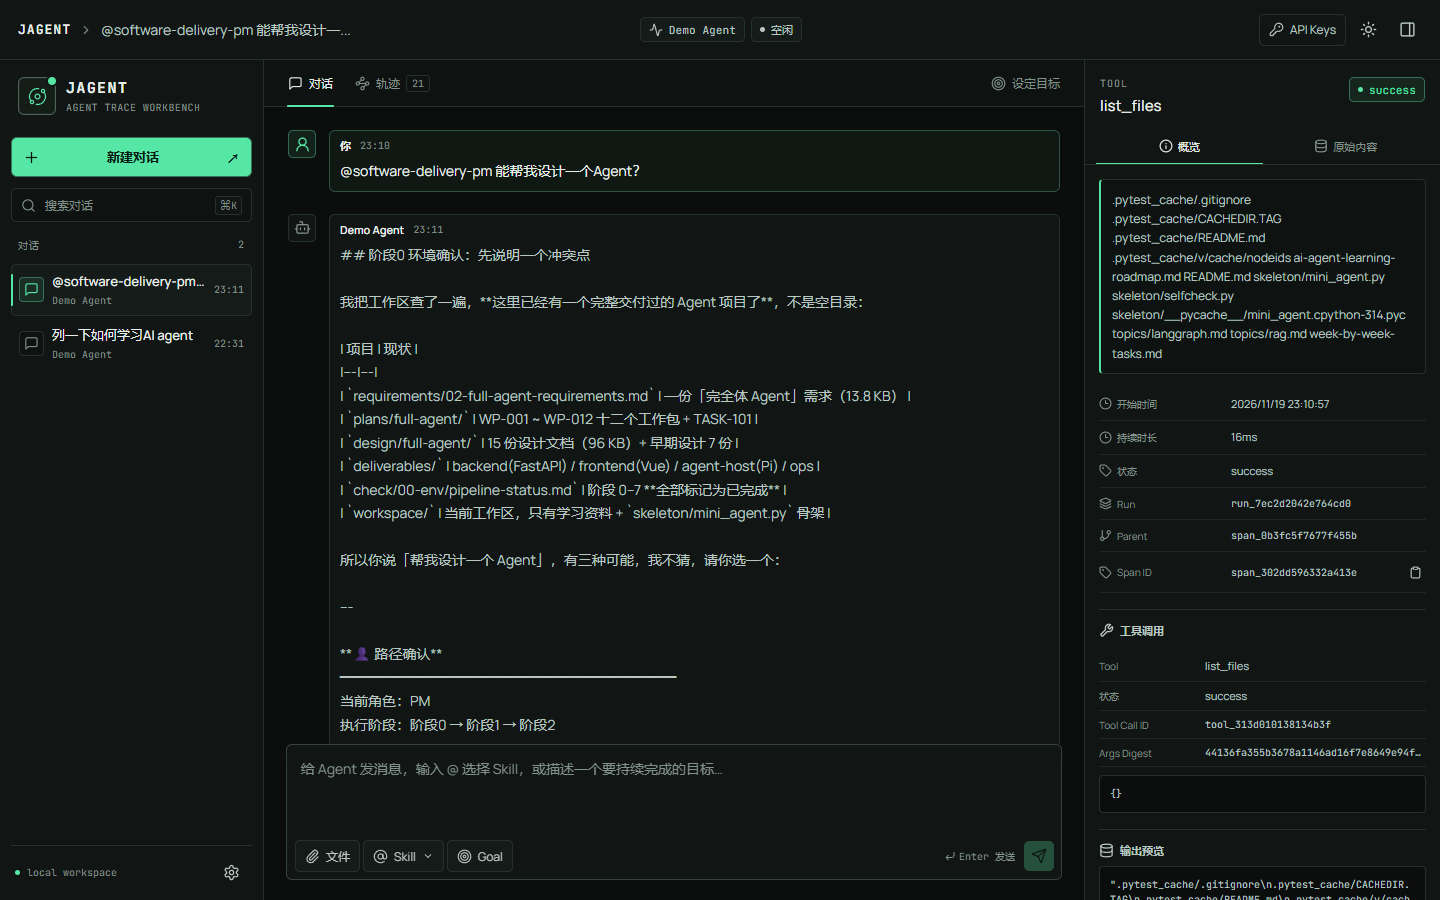 JAGENT
@software-delivery-pm 能帮我设计一...
Demo Agent
空闲
API Keys
JAGENT
AGENT TRACE WORKBENCH
新建对话
搜索对话
⌘K
对话
2
@software-delivery-pm...
Demo Agent
23:11
列一下如何学习AI agent
Demo Agent
22:31
local workspace
对话
轨迹 21
设定目标
你 23:10
@software-delivery-pm 能帮我设计一个Agent?
Demo Agent 23:11
## 阶段0 环境确认：先说明一个冲突点
我把工作区查了一遍，**这里已经有一个完整交付过的 Agent 项目了**，不是空目录：
| 项目 | 现状 |
|---|---|
| `requirements/02-full-agent-requirements.md` | 一份「完全体 Agent」需求（13.8 KB） |
| `plans/full-agent/` | WP-001 ~ WP-012 十二个工作包 + TASK-101 |
| `design/full-agent/` | 15 份设计文档（96 KB）+ 早期设计 7 份 |
| `deliverables/` | backend(FastAPI) / frontend(Vue) / agent-host(Pi) / ops |
| `check/00-env/pipeline-status.md` | 阶段 0–7 **全部标记为已完成** |
| `workspace/` | 当前工作区，只有学习资料 + `skeleton/mini_agent.py` 骨架 |
所以你说「帮我设计一个 Agent」，有三种可能，我不猜，请你选一个：
---
**👤 路径确认**
当前角色：PM
执行阶段：阶段0 → 阶段1 → 阶段2
给 Agent 发消息，输入 @ 选择 Skill，或描述一个要持续完成的目标...
文件
Skill
Goal
Enter 发送
TOOL
list_files
success
概览
原始内容
.pytest_cache/.gitignore
.pytest_cache/CACHEDIR.TAG
.pytest_cache/README.md
.pytest_cache/v/cache/nodeids ai-agent-learning-
roadmap.md README.md skeleton/mini_agent.py
skeleton/selfcheck.py
skeleton/__pycache__/mini_agent.cpython-314.pyc
topics/langgraph.md topics/rag.md week-by-week-
tasks.md
开始时间 2026/11/19 23:10:57
持续时长 16ms
状态 success
Run run_7ec2d2042e764cd0
Parent span_0b3fc5f7677f455b
Span ID span_302dd596332a413e
工具调用
Tool list_files
状态 success
Tool Call ID tool_313d010138134b3f
Args Digest 44136fa355b3678a1146ad16f7e8649e94f...
{}
输出预览
".pytest_cache/.gitignore\n.pytest_cache/CACHEDIR.
TAG\n.pytest_cache/README.md\n.pytest_cache/v/cach